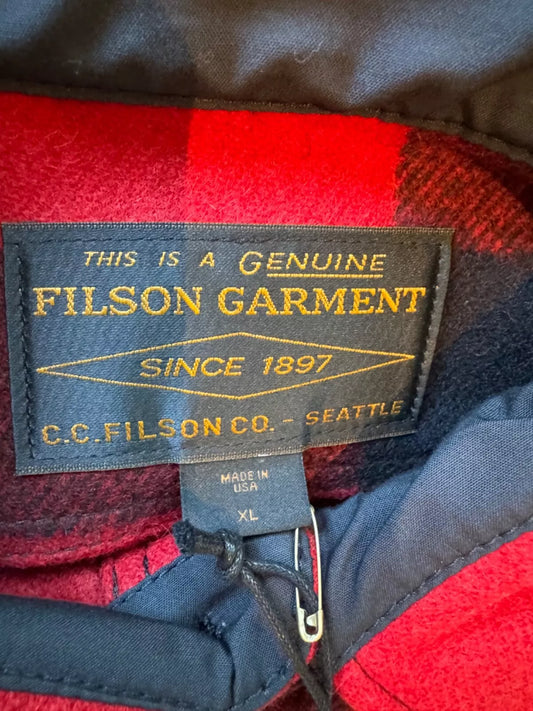 THIS IS A GENUINE
FILSON GARMENT
SINCE 1897
C.C.FILSON CO. - SEATTLE
MADE IN
USA
XL